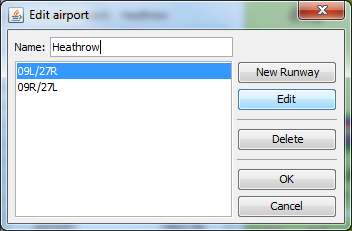 Edit airport
Name: Heathrow
09L/27R
09R/27L
New Runway
Edit
Delete
OK
Cancel